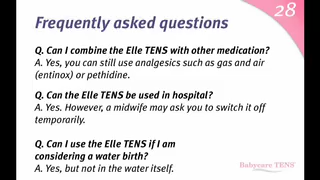 28
Frequently asked questions
Q. Can I combine the Elle TENS with other medication?
A. Yes, you can still use analgesics such as gas and air
(entinox) or pethidine.
Q. Can the Elle TENS be used in hospital?
A. Yes. However, a midwife may ask you to switch it off
temporarily.
Q. Can I use the Elle TENS if I am
considering a water birth?
A. Yes, but not in the water itself.
Babycare TENS